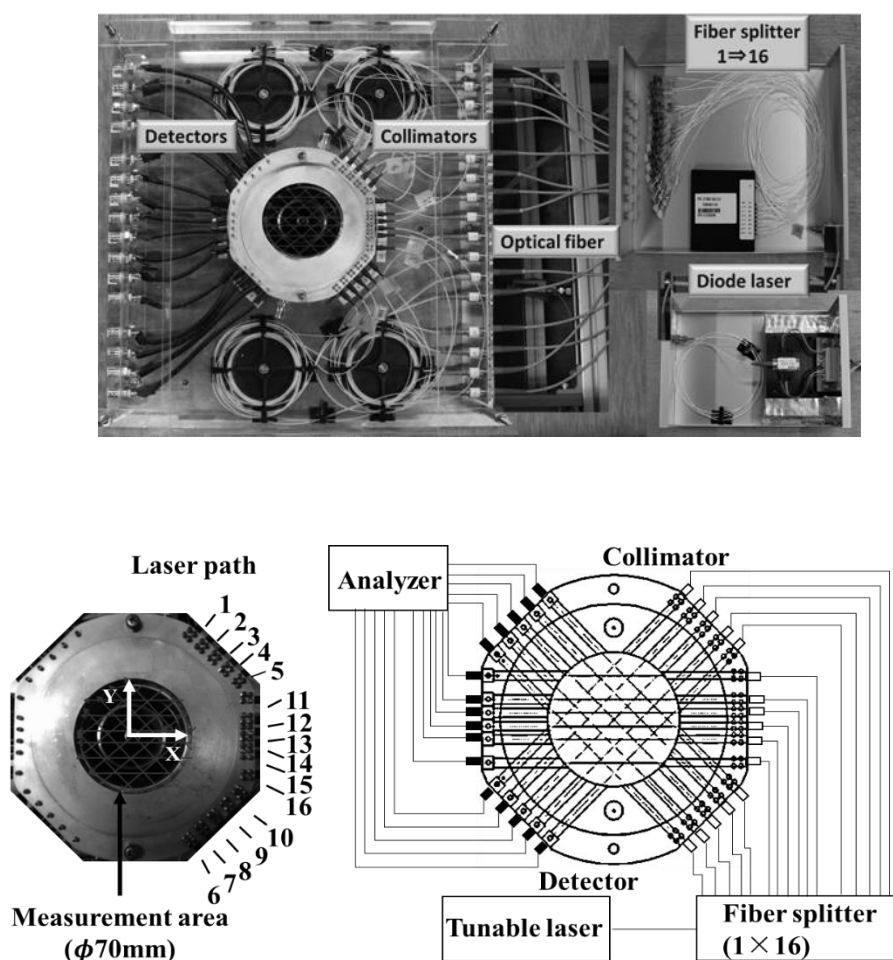 Fiber splitter
1⇒16
Detectors
Collimators
Optical fiber
Diode laser
Laser path
1
2
3
4
5
11
12
13
14
15
16
10
9
8
7
6
Y
X
Measurement area
(ϕ70mm)
Analyzer
Collimator
Detector
Tunable laser
Fiber splitter
(1×16)